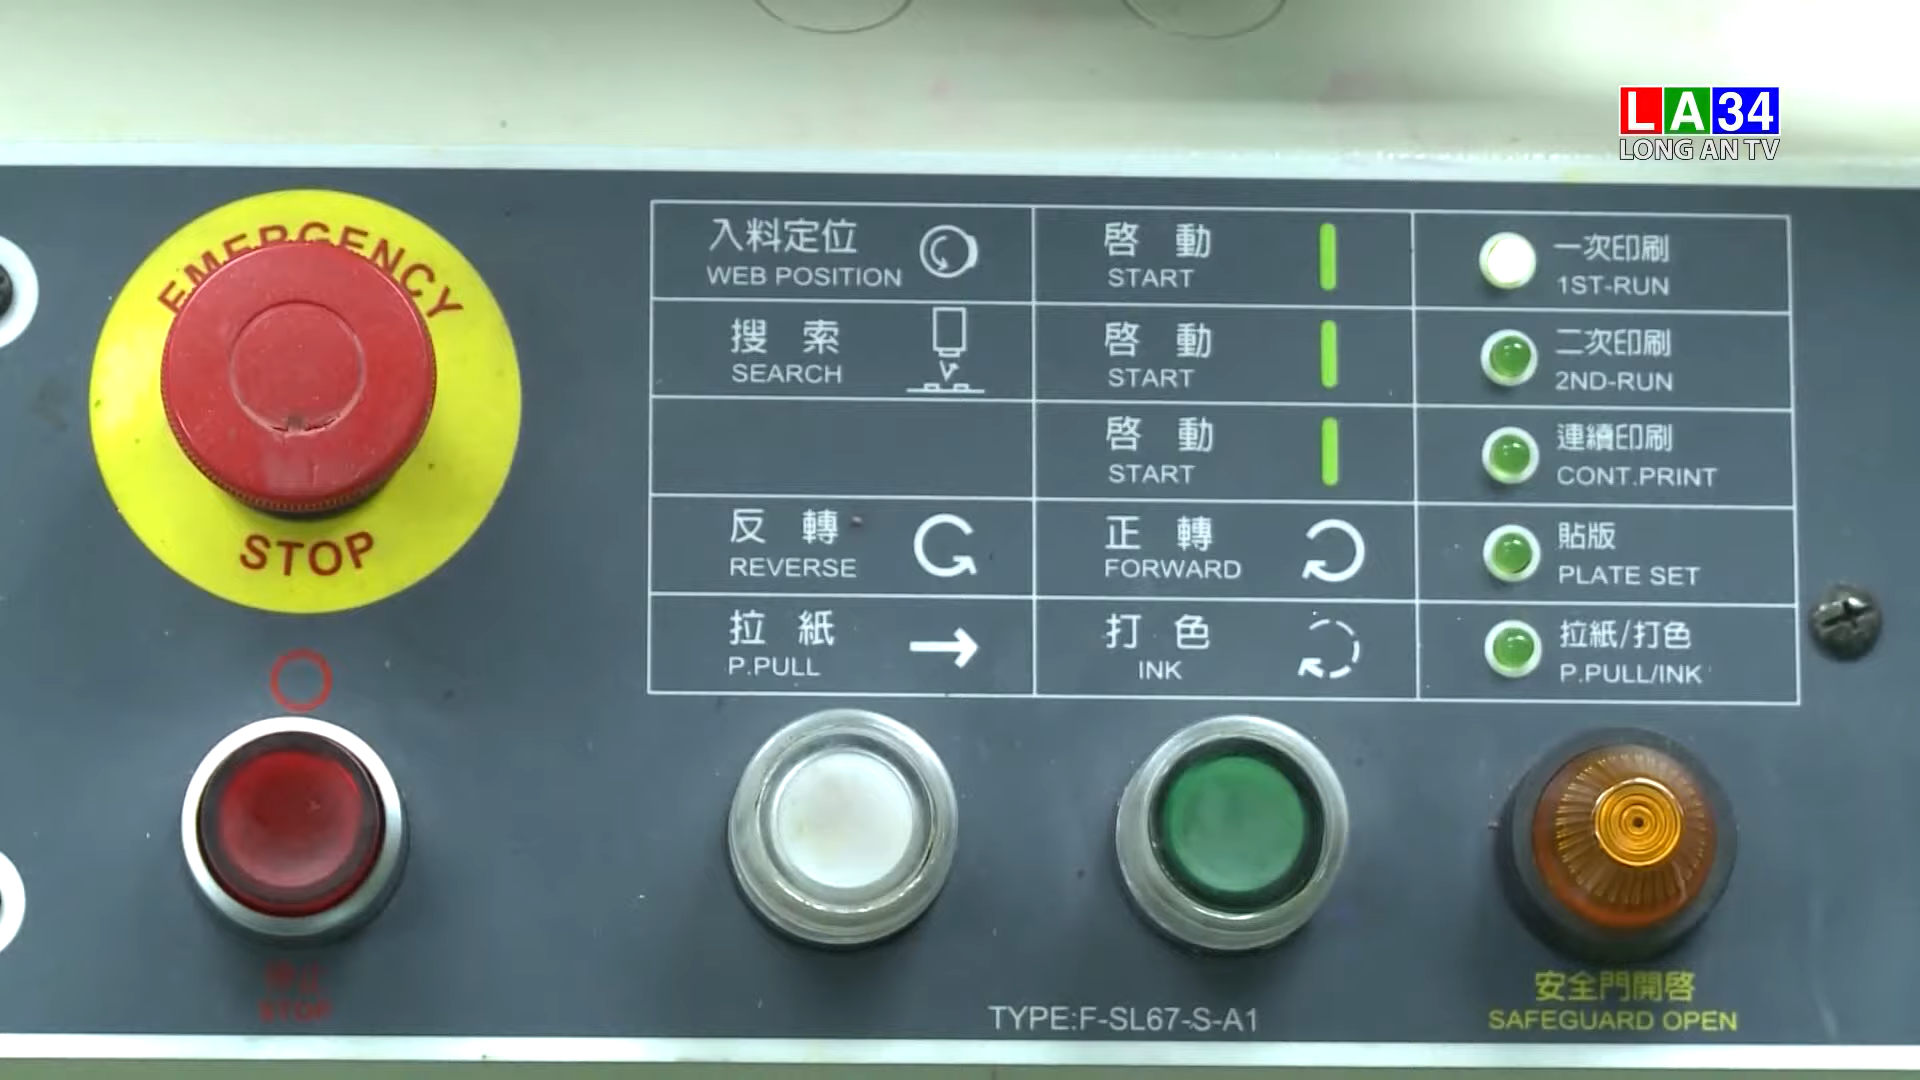 LA34
LONG AN TV
EMERGENCY
STOP
入料定位
WEB POSITION
啓動
START
一次印刷
1ST-RUN
搜索
SEARCH
啓動
START
二次印刷
2ND-RUN
啓動
START
連續印刷
CONT.PRINT
反轉
REVERSE
正轉
FORWARD
貼版
PLATE SET
拉紙
P.PULL
打色
INK
拉紙/打色
P.PULL/INK
停止
STOP
TYPE:F-SL67-S-A1
安全門開啓
SAFEGUARD OPEN